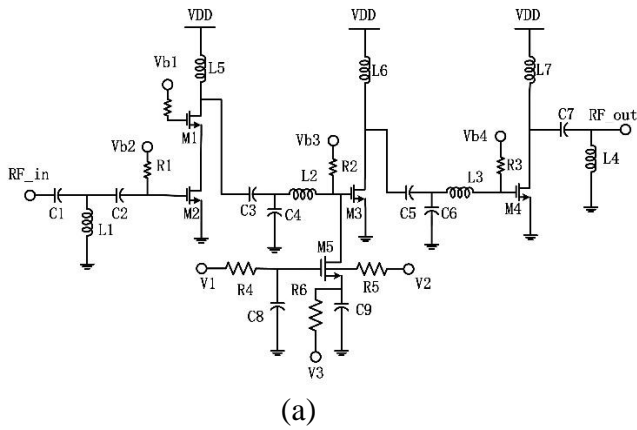 VDD VDD VDD
L5 L6 L7
Vb1
M1
Vb2 R1
Vb3 R2
Vb4 R3
C7 RF_out
L4
RF_in
C1 C2 M2
L1
C3 L2 M3
C4
C5 L3 M4
C6
M5
V1 R4 R6 R5 V2
C8 C9
V3
(a)